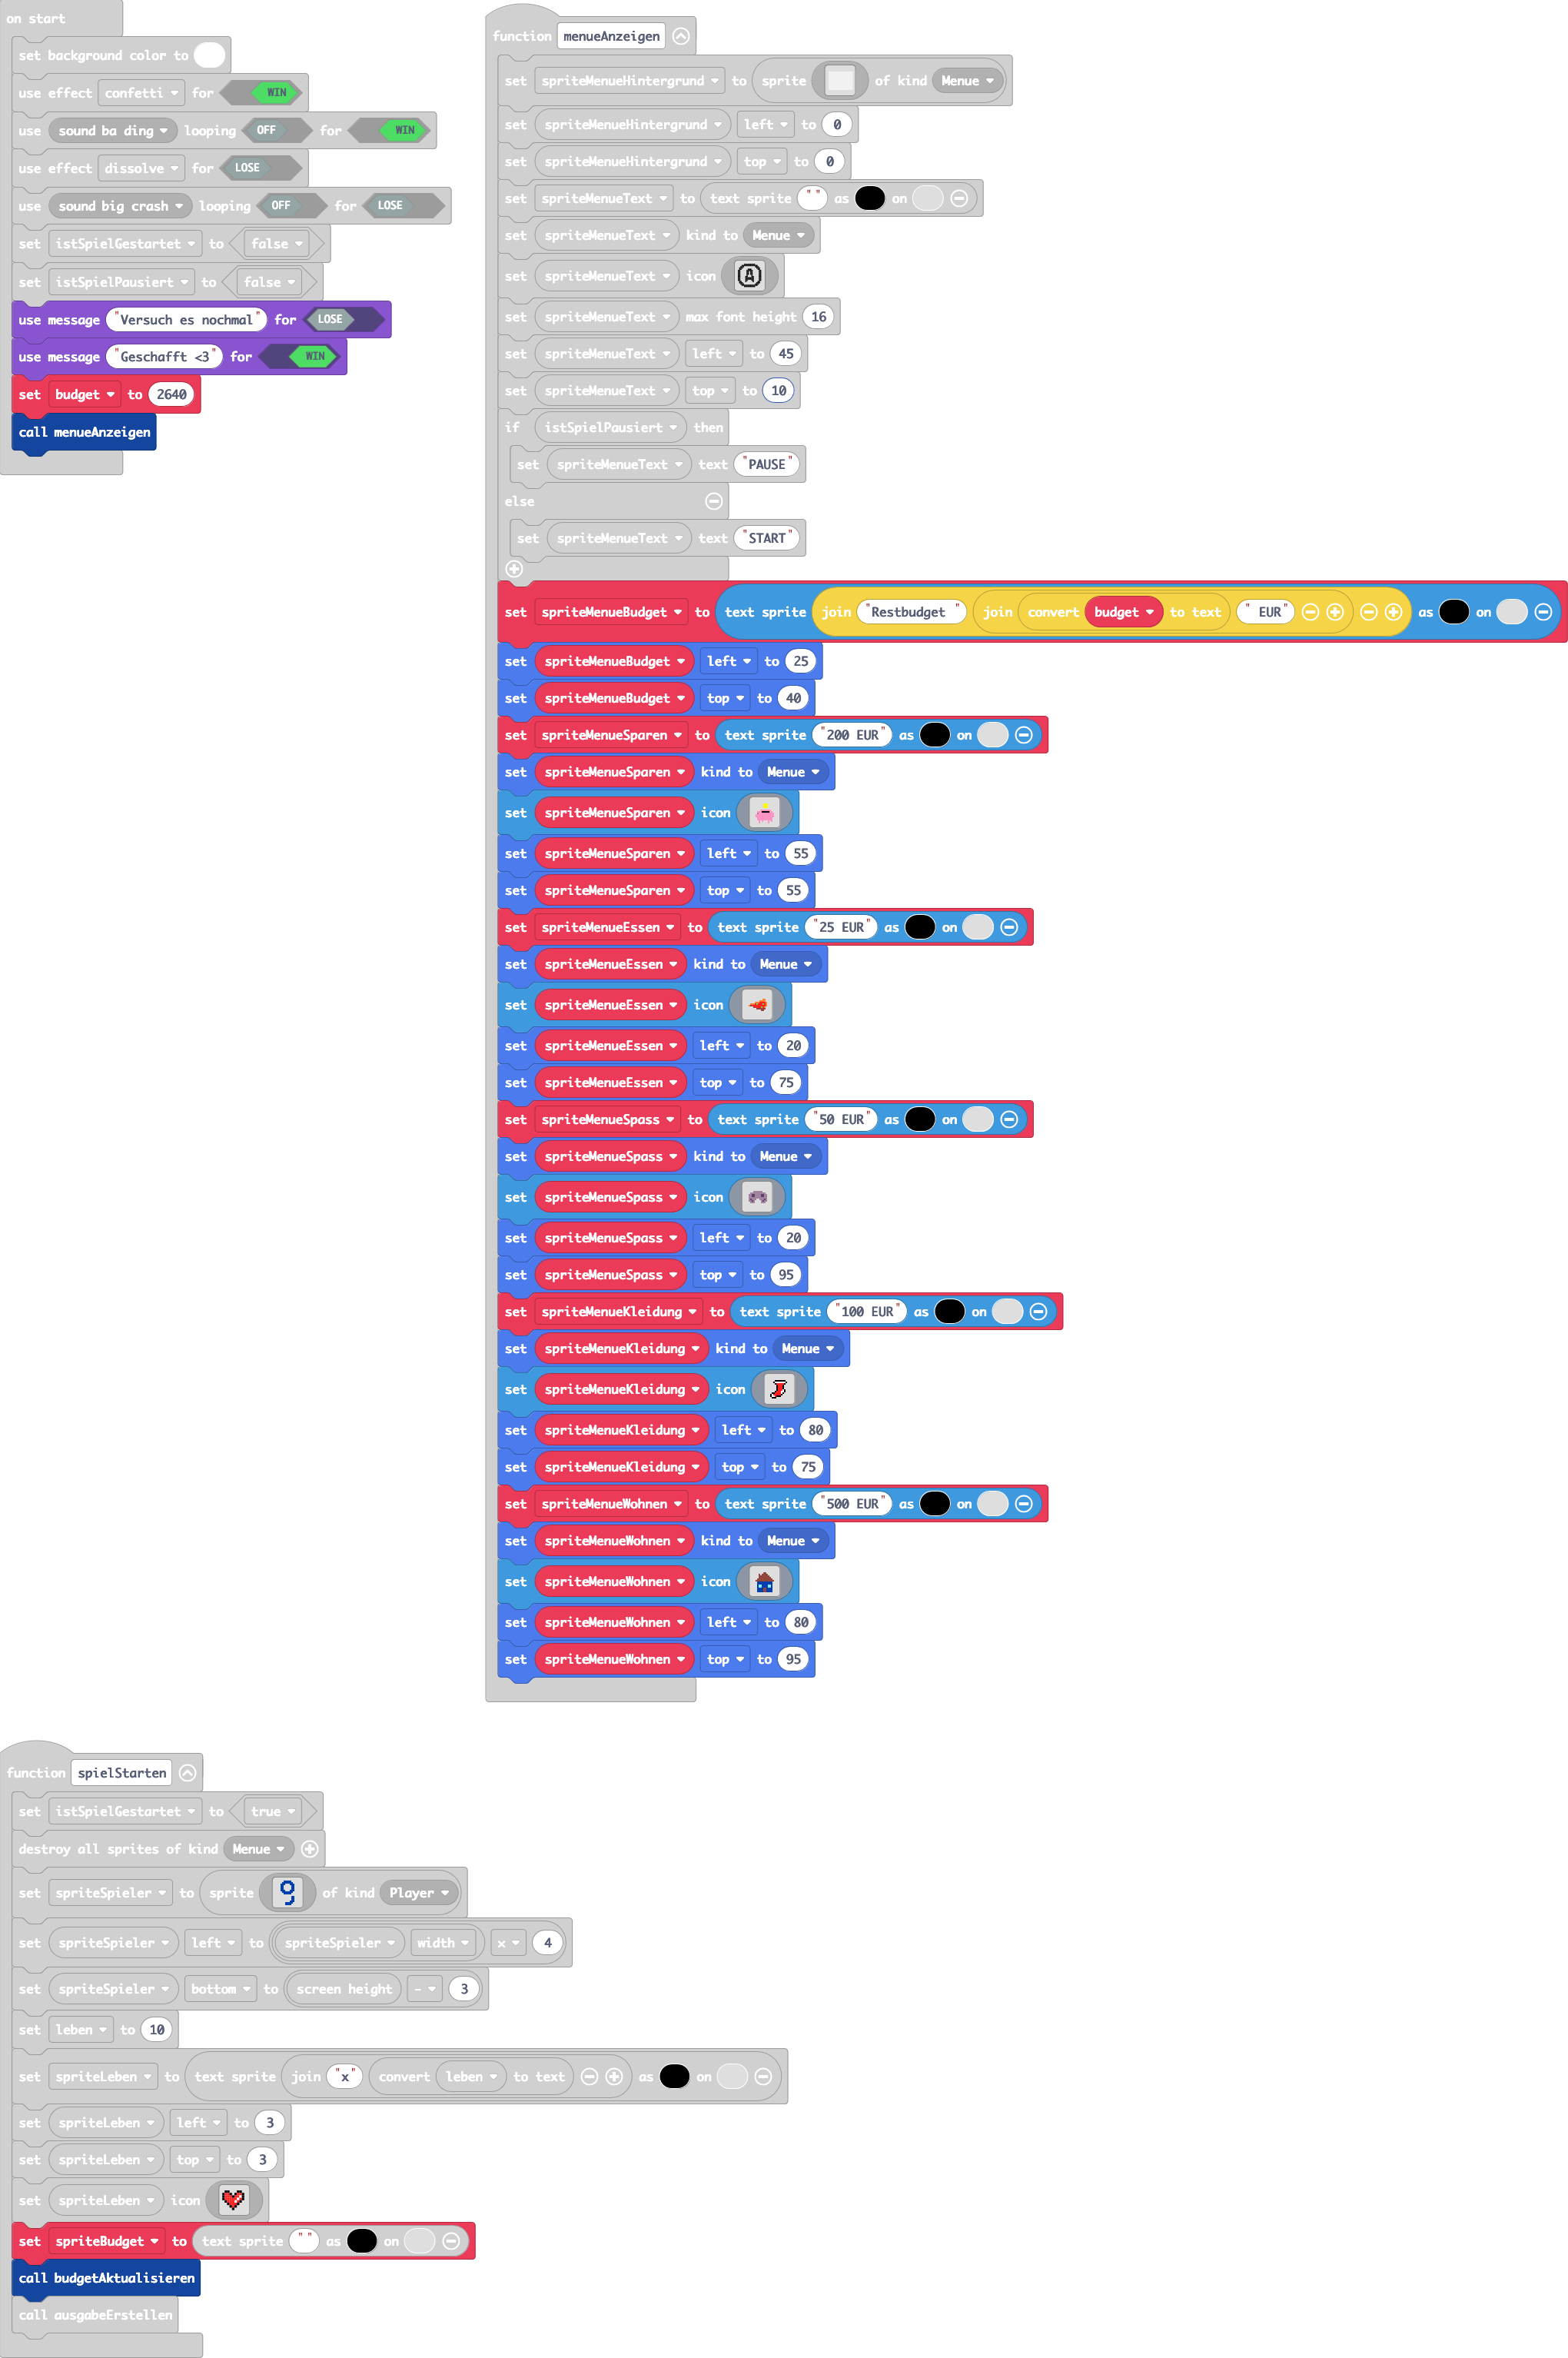 on start
set background color to
use effect confetti for WIN
use sound ba ding looping OFF for WIN
use effect dissolve for LOSE
use sound big crash looping OFF for LOSE
set istSpielGestartet to false
set istSpielPausiert to false
use message "Versuch es nochmal" for LOSE
use message "Geschafft <3" for WIN
set budget to 2640
call menueAnzeigen
function menueAnzeigen
set spriteMenueHintergrund to sprite of kind Menue
set spriteMenueHintergrund left to 0
set spriteMenueHintergrund top to 0
set spriteMenueText to text sprite " " as on
set spriteMenueText kind to Menue
set spriteMenueText icon A
set spriteMenueText max font height 16
set spriteMenueText left to 45
set spriteMenueText top to 10
if istSpielPausiert then
set spriteMenueText text "PAUSE"
else
set spriteMenueText text "START"
set spriteMenueBudget to text sprite join "Restbudget " join convert budget to text " EUR" as on
set spriteMenueBudget left to 25
set spriteMenueBudget top to 40
set spriteMenueSparen to text sprite "200 EUR" as on
set spriteMenueSparen kind to Menue
set spriteMenueSparen icon
set spriteMenueSparen left to 55
set spriteMenueSparen top to 55
set spriteMenueEssen to text sprite "25 EUR" as on
set spriteMenueEssen kind to Menue
set spriteMenueEssen icon
set spriteMenueEssen left to 20
set spriteMenueEssen top to 75
set spriteMenueSpass to text sprite "50 EUR" as on
set spriteMenueSpass kind to Menue
set spriteMenueSpass icon
set spriteMenueSpass left to 20
set spriteMenueSpass top to 95
set spriteMenueKleidung to text sprite "100 EUR" as on
set spriteMenueKleidung kind to Menue
set spriteMenueKleidung icon
set spriteMenueKleidung left to 80
set spriteMenueKleidung top to 75
set spriteMenueWohnen to text sprite "500 EUR" as on
set spriteMenueWohnen kind to Menue
set spriteMenueWohnen icon
set spriteMenueWohnen left to 80
set spriteMenueWohnen top to 95
function spielStarten
set istSpielGestartet to true
destroy all sprites of kind Menue
set spriteSpieler to sprite of kind Player
set spriteSpieler left to spriteSpieler width x 4
set spriteSpieler bottom to screen height - 3
set leben to 10
set spriteLeben to text sprite join "x" convert leben to text as on
set spriteLeben left to 3
set spriteLeben top to 3
set spriteLeben icon
set spriteBudget to text sprite " " as on
call budgetAktualisieren
call ausgabeErstellen